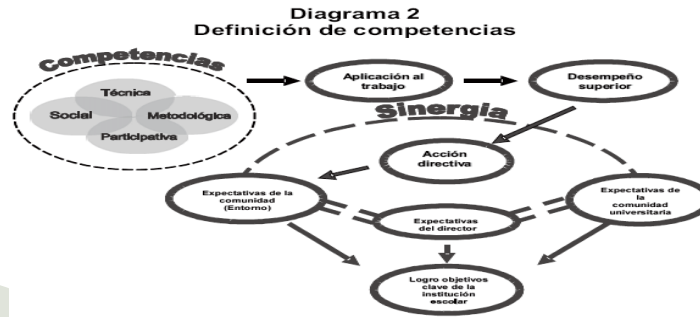 Diagrama 2
Definición de competencias
Competencias
Técnica
Social
Metodológica
Participativa
Aplicación al
trabajo
Desempeño
superior
Sinergia
Acción
directiva
Expectativas de la
comunidad
(Entorno)
Expectativas
del director
Expectativas de
la
comunidad
universitaria
Logro objetivos
clave de la
institución
escolar